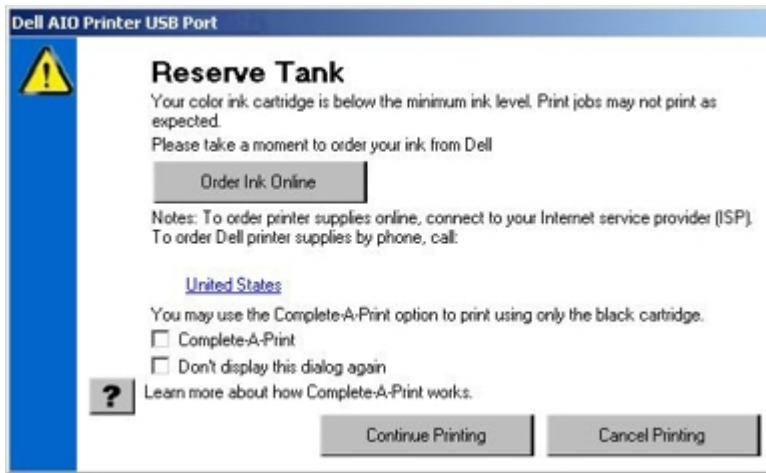 Dell AIO Printer USB Port
Reserve Tank
Your color ink cartridge is below the minimum ink level. Print jobs may not print as
expected.
Please take a moment to order your ink from Dell
Order Ink Online
Notes: To order printer supplies online, connect to your Internet service provider (ISP).
To order Dell printer supplies by phone, call:
United States
You may use the Complete-A-Print option to print using only the black cartridge.
Complete-A-Print
Don't display this dialog again
? Learn more about how Complete-A-Print works.
Continue Printing Cancel Printing